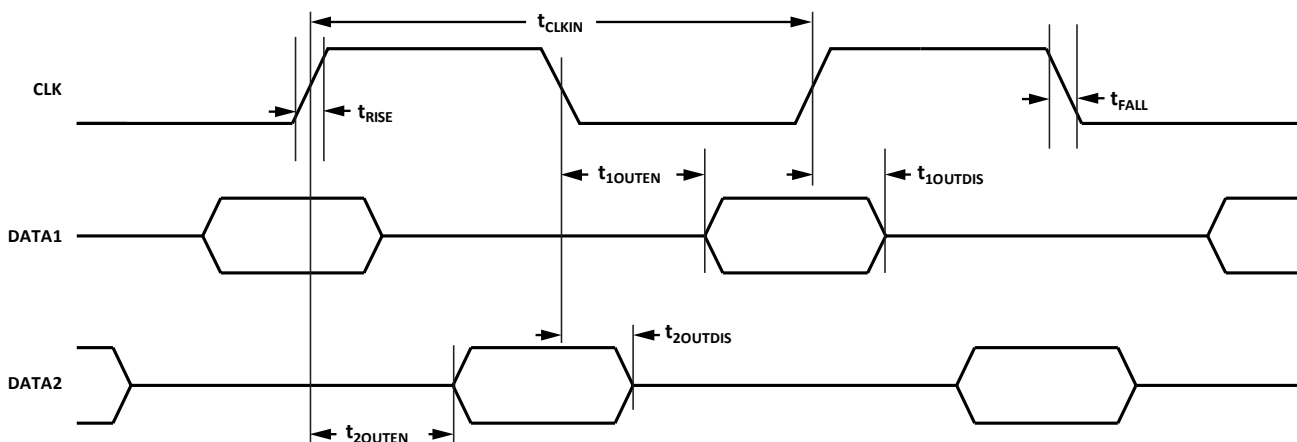 tCLKIN
CLK
tRISE
tFALL
t1OUTEN
t1OUTDIS
DATA1
t2OUTDIS
DATA2
t2OUTEN